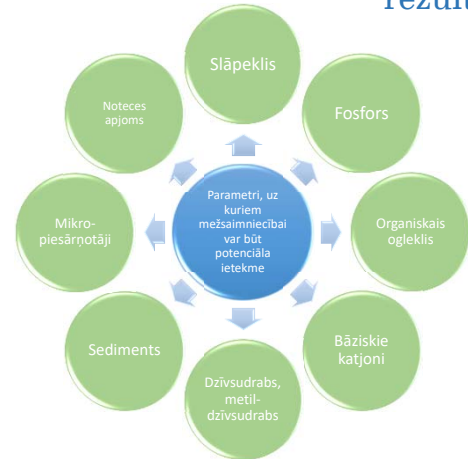 rezult
Slāpeklis
Noteces
apjoms
Fosfors
Parametri, uz
kuriem
mežsaimniecībai
var būt
potenciāla
ietekme
Mikro-
piesārņotāji
Organiskais
ogleklis
Sediments
Bāziskie
katjoni
Dzīvsudrabs,
metil-
dzīvsudrabs